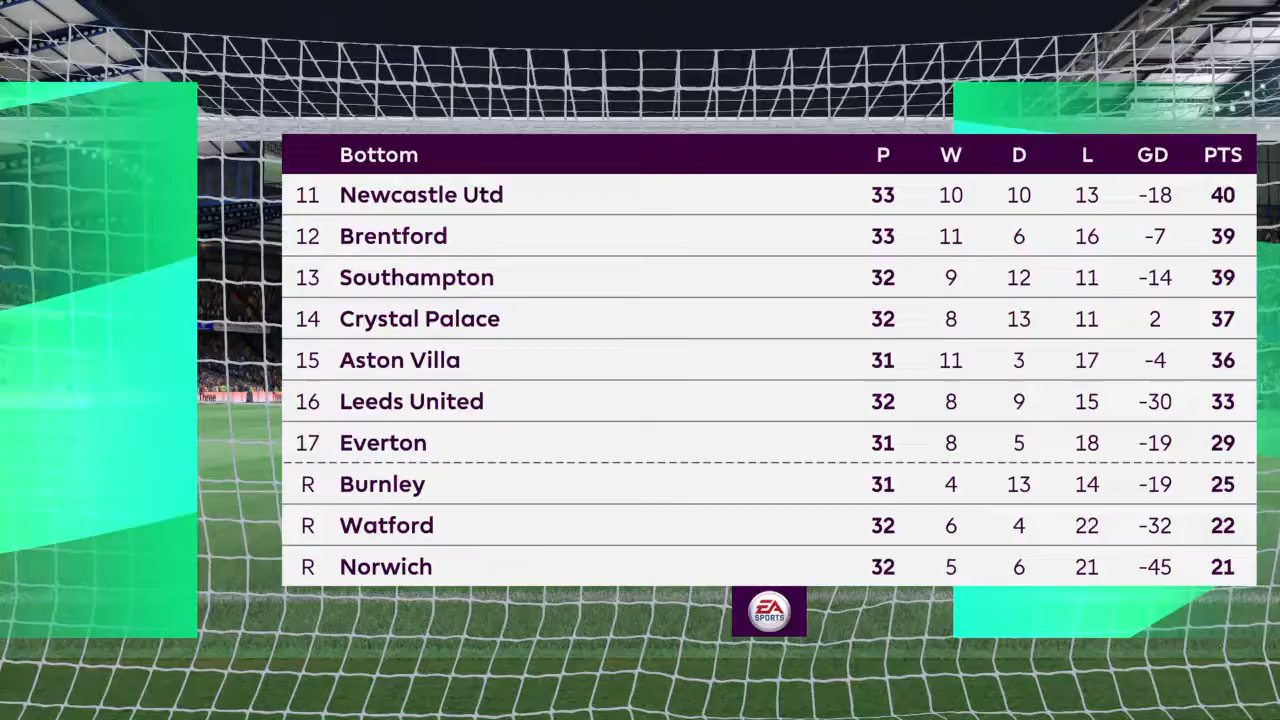 Bottom P W D L GD PTS
11 Newcastle Utd 33 10 10 13 -18 40
12 Brentford 33 11 6 16 -7 39
13 Southampton 32 9 12 11 -14 39
14 Crystal Palace 32 8 13 11 2 37
15 Aston Villa 31 11 3 17 -4 36
16 Leeds United 32 8 9 15 -30 33
17 Everton 31 8 5 18 -19 29
R Burnley 31 4 13 14 -19 25
R Watford 32 6 4 22 -32 22
R Norwich 32 5 6 21 -45 21
Three
EA
SPORTS